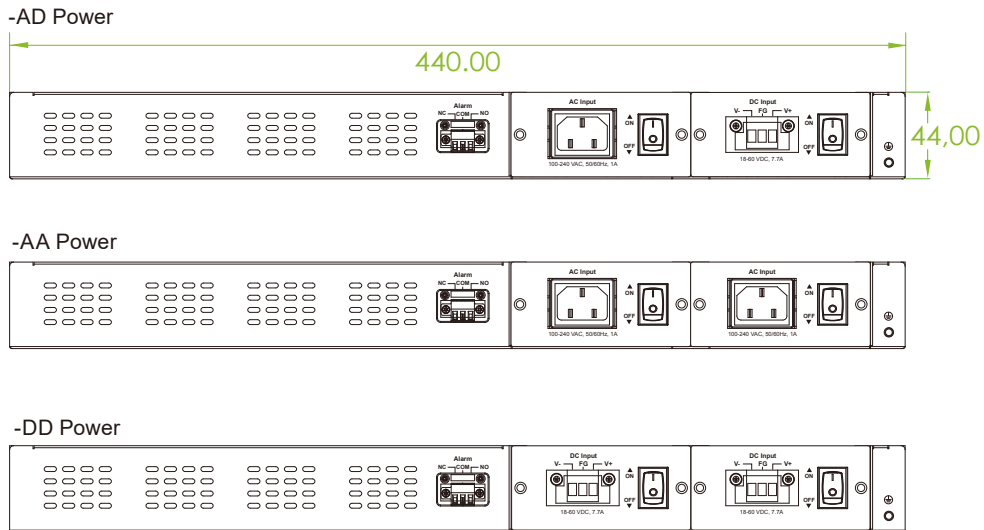 -AD Power
440.00
Alarm
NC COM NO
AC Input
ON
OFF
100-240 VAC, 50/60Hz, 1A
DC Input
V- FG V+
ON
OFF
18-60 VDC, 7.7A
44,00
-AA Power
Alarm
NC COM NO
AC Input
ON
OFF
100-240 VAC, 50/60Hz, 1A
AC Input
ON
OFF
100-240 VAC, 50/60Hz, 1A
-DD Power
Alarm
NC COM NO
DC Input
V- FG V+
ON
OFF
18-60 VDC, 7.7A
DC Input
V- FG V+
ON
OFF
18-60 VDC, 7.7A